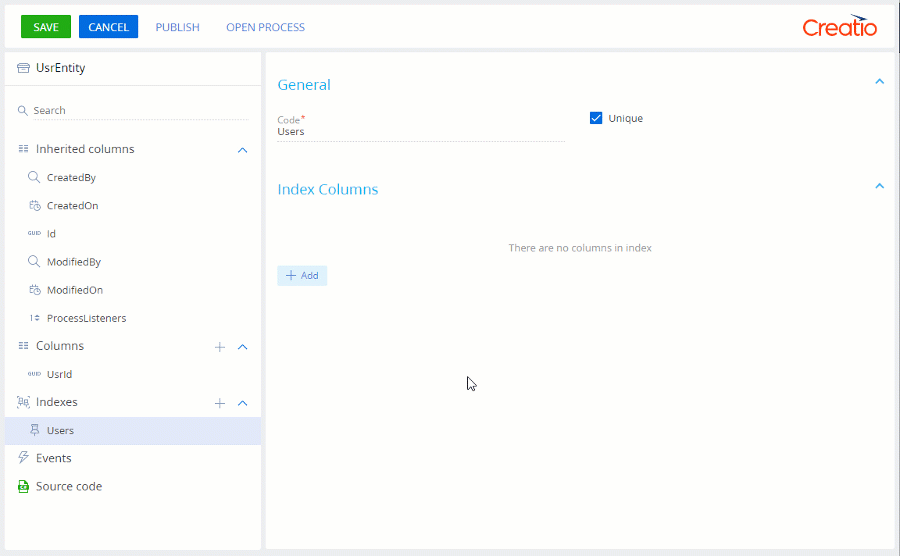 SAVE CANCEL PUBLISH OPEN PROCESS Creatio
UsrEntity
Search
Inherited columns
CreatedBy
CreatedOn
GUID Id
ModifiedBy
ModifiedOn
ProcessListeners
Columns
GUID UsrId
Indexes
Users
Events
Source code
General
Code*
Users
Unique
Index Columns
There are no columns in index
+ Add